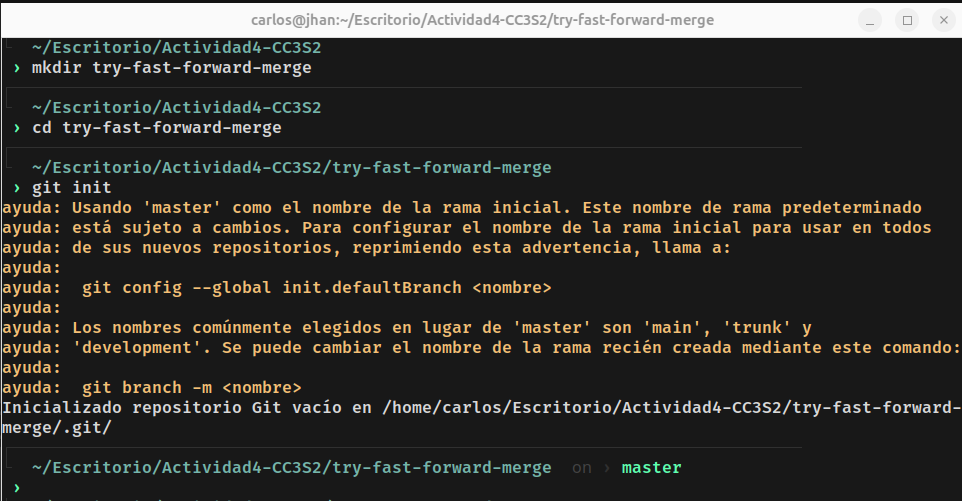 carlos@jhan:~/Escritorio/Actividad4-CC3S2/try-fast-forward-merge
~/Escritorio/Actividad4-CC3S2
› mkdir try-fast-forward-merge
~/Escritorio/Actividad4-CC3S2
› cd try-fast-forward-merge
~/Escritorio/Actividad4-CC3S2/try-fast-forward-merge
› git init
ayuda: Usando 'master' como el nombre de la rama inicial. Este nombre de rama predeterminado
ayuda: está sujeto a cambios. Para configurar el nombre de la rama inicial para usar en todos
ayuda: de sus nuevos repositorios, reprimiendo esta advertencia, llama a:
ayuda:
ayuda:  git config --global init.defaultBranch <nombre>
ayuda:
ayuda: Los nombres comúnmente elegidos en lugar de 'master' son 'main', 'trunk' y
ayuda: 'development'. Se puede cambiar el nombre de la rama recién creada mediante este comando:
ayuda:
ayuda:  git branch -m <nombre>
Inicializado repositorio Git vacío en /home/carlos/Escritorio/Actividad4-CC3S2/try-fast-forward-
merge/.git/
~/Escritorio/Actividad4-CC3S2/try-fast-forward-merge on › master
›